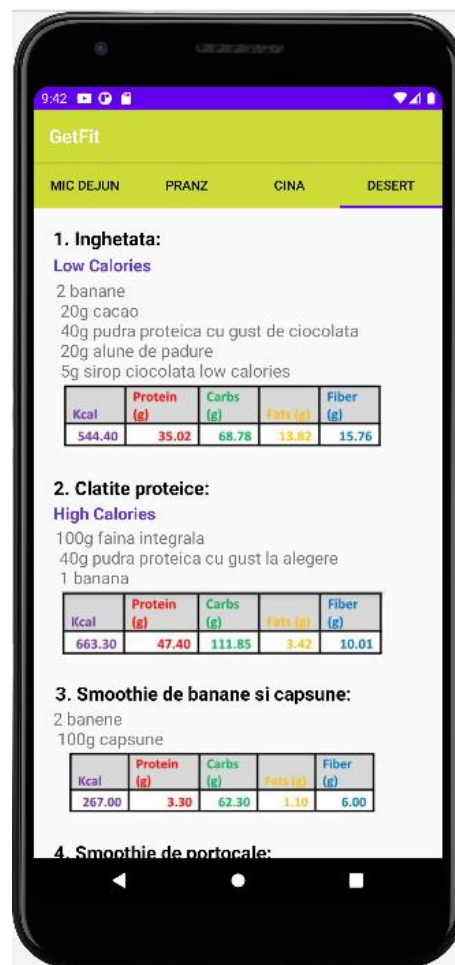 9:42
GetFit
MIC DEJUN PRANZ CINA DESERT
1. Inghetata:
Low Calories
2 banane
20g cacao
40g pudra proteica cu gust de ciocolata
20g alune de padure
5g sirop ciocolata low calories
Kcal Protein (g) Carbs (g) Fats (g) Fiber (g)
544.40 35.02 68.78 13.82 15.76
2. Clatite proteice:
High Calories
100g faina integrala
40g pudra proteica cu gust la alegere
1 banana
Kcal Protein (g) Carbs (g) Fats (g) Fiber (g)
663.30 47.40 111.85 3.42 10.01
3. Smoothie de banane si capsune:
2 banene
100g capsune
Kcal Protein (g) Carbs (g) Fats (g) Fiber (g)
267.00 3.30 62.30 1.10 6.00
4. Smoothie de portocale: